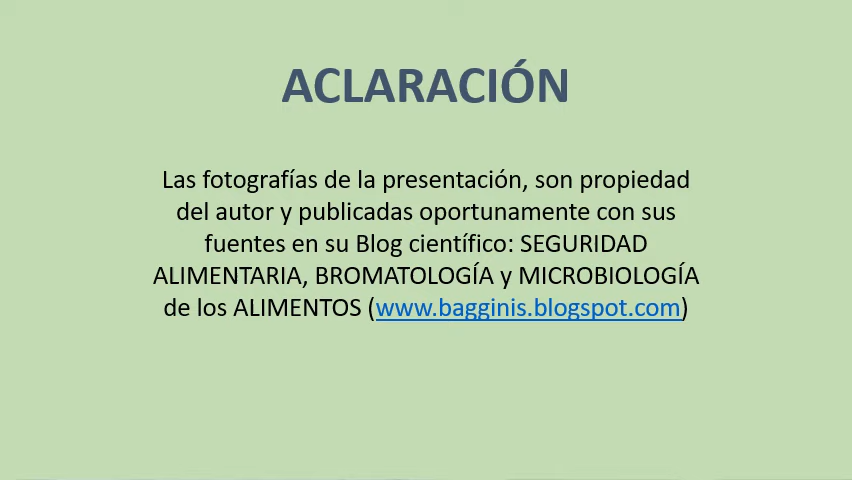 ACLARACIÓN
Las fotografías de la presentación, son propiedad
del autor y publicadas oportunamente con sus
fuentes en su Blog científico: SEGURIDAD
ALIMENTARIA, BROMATOLOGÍA y MICROBIOLOGÍA
de los ALIMENTOS (www.bagginis.blogspot.com)